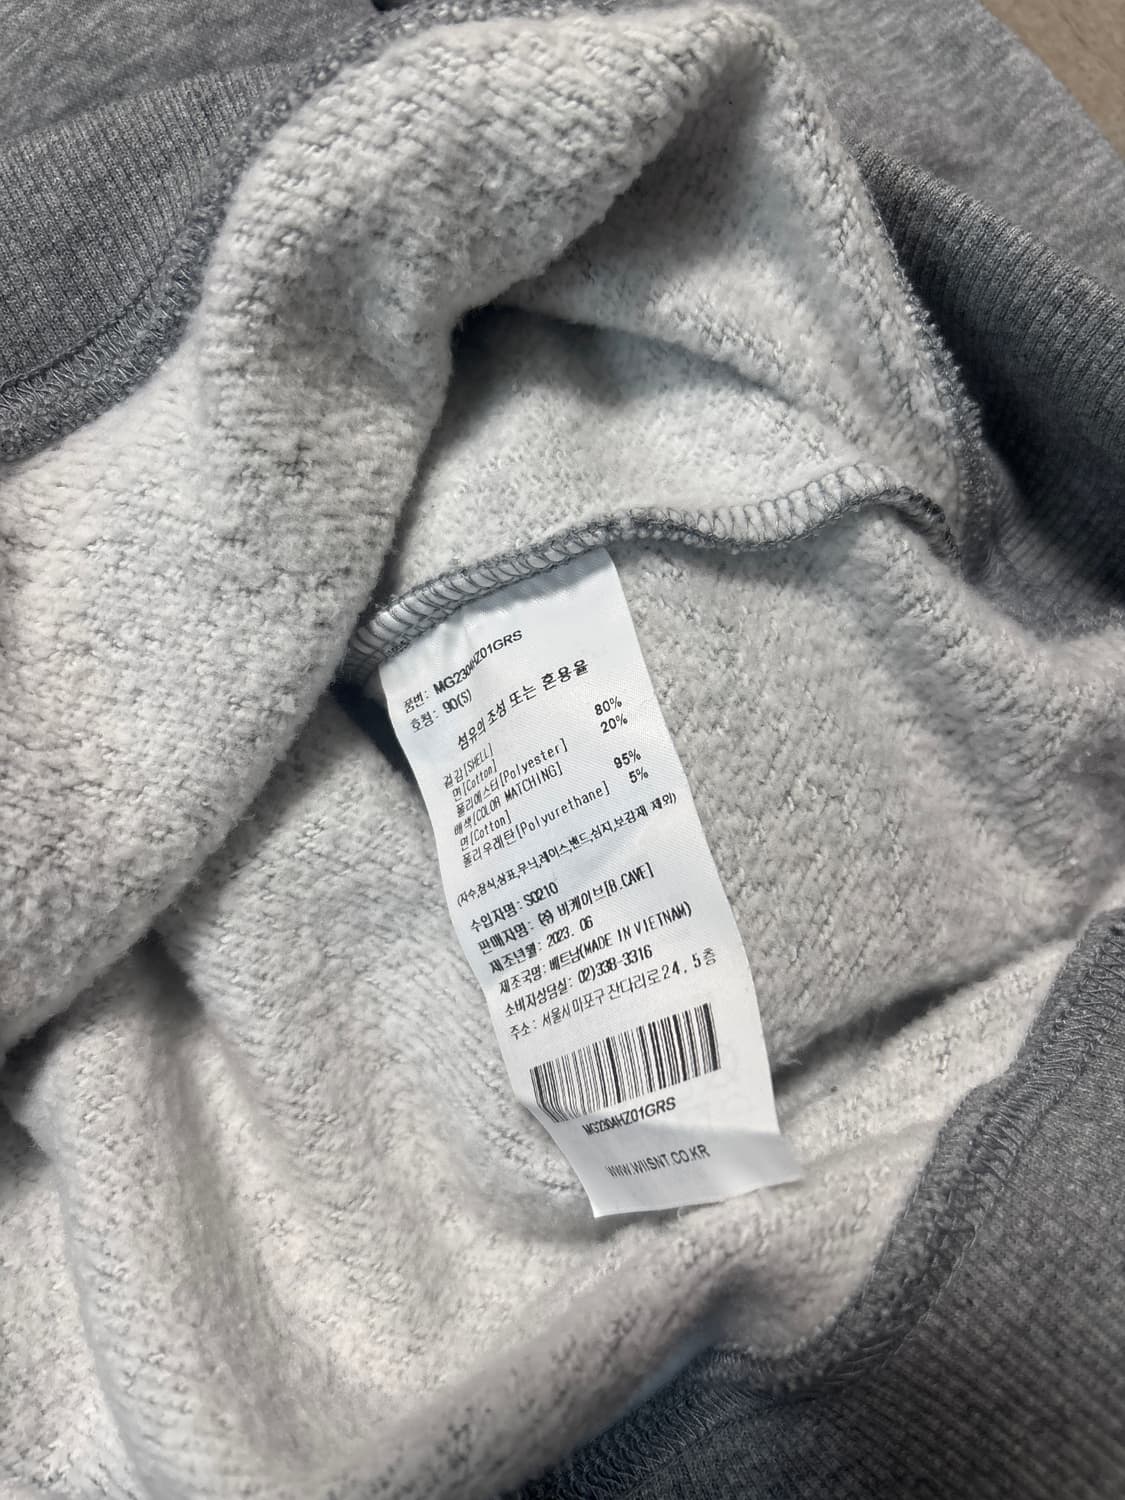 품번: MG2304HZ01GRS
호칭: 90(S)
섬유의 조성 또는 혼용율
겉감[SHELL]
면[Cotton] 80%
폴리에스터[Polyester] 20%
배색[COLOR MATCHING]
면[Cotton] 95%
폴리우레탄[Polyurethane] 5%
(자수,장식,상표,무늬,레이스,밴드,심지,보강재 제외)
수입자명: SO210
판매자명: ㈜ 비케이브[B.CAVE]
제조년월: 2023. 06
제조국명: 베트남(MADE IN VIETNAM)
소비자상담실: 02)338-3316
주소: 서울시 마포구 잔다리로24, 5층
MG2304HZ01GRS
WWW.WIISNT.CO.KR